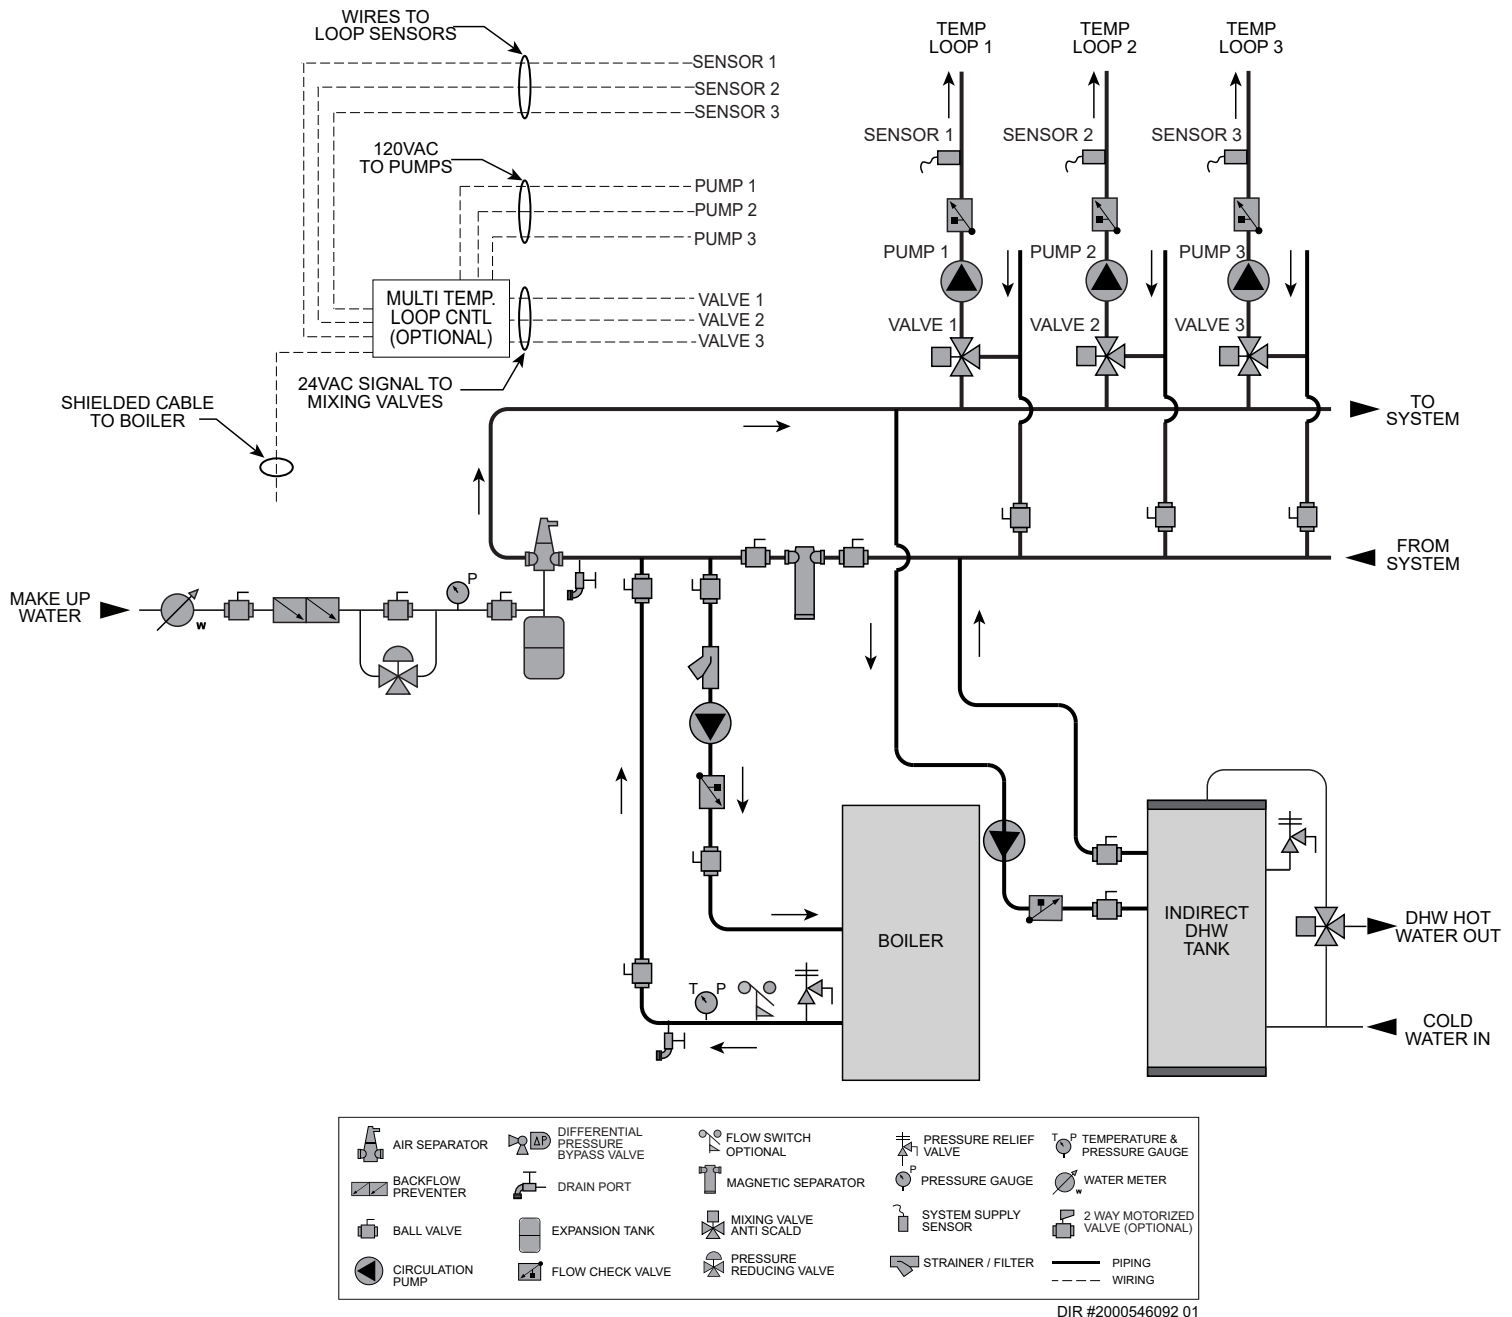 WIRES TO
LOOP SENSORS
SENSOR 1
SENSOR 2
SENSOR 3
120VAC
TO PUMPS
PUMP 1
PUMP 2
PUMP 3
MULTI TEMP.
LOOP CNTL
(OPTIONAL)
VALVE 1
VALVE 2
VALVE 3
24VAC SIGNAL TO
MIXING VALVES
SHIELDED CABLE
TO BOILER
TEMP
LOOP 1
TEMP
LOOP 2
TEMP
LOOP 3
SENSOR 1
SENSOR 2
SENSOR 3
PUMP 1
PUMP 2
PUMP 3
VALVE 1
VALVE 2
VALVE 3
TO
SYSTEM
FROM
SYSTEM
MAKE UP
WATER
W
P
T
P
BOILER
INDIRECT
DHW
TANK
DHW HOT
WATER OUT
COLD
WATER IN
AIR SEPARATOR
BACKFLOW
PREVENTER
BALL VALVE
CIRCULATION
PUMP
ΔP
DIFFERENTIAL
PRESSURE
BYPASS VALVE
DRAIN PORT
EXPANSION TANK
FLOW CHECK VALVE
FLOW SWITCH
OPTIONAL
MAGNETIC SEPARATOR
MIXING VALVE
ANTI SCALD
PRESSURE
REDUCING VALVE
PRESSURE RELIEF
VALVE
P
PRESSURE GAUGE
SYSTEM SUPPLY
SENSOR
STRAINER / FILTER
T P
TEMPERATURE &
PRESSURE GAUGE
W
WATER METER
2 WAY MOTORIZED
VALVE (OPTIONAL)
PIPING
WIRING
DIR #2000546092 01